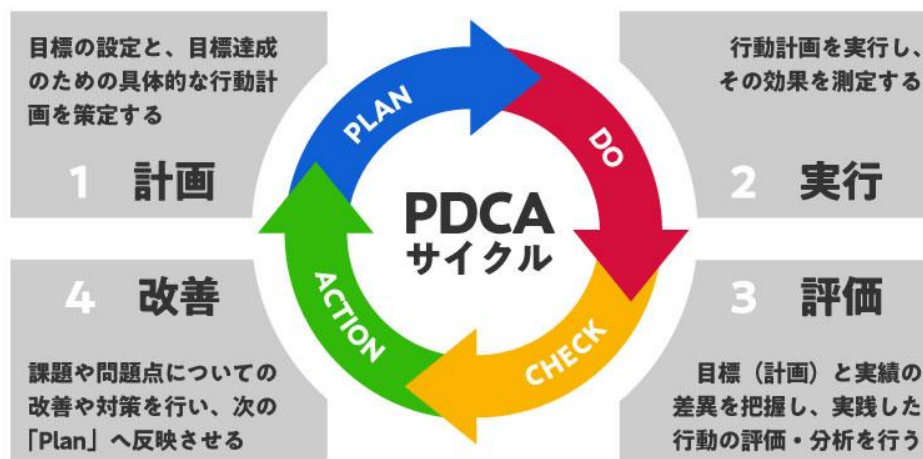 目標の設定と、目標達成
のための具体的な行動計
画を策定する
1 計画
行動計画を実行し、
その効果を測定する
2 実行
PLAN
DO
PDCA
サイクル
CHECK
ACTION
3 評価
目標（計画）と実績の
差異を把握し、実践した
行動の評価・分析を行う
4 改善
課題や問題点についての
改善や対策を行い、次の
「Plan」へ反映させる